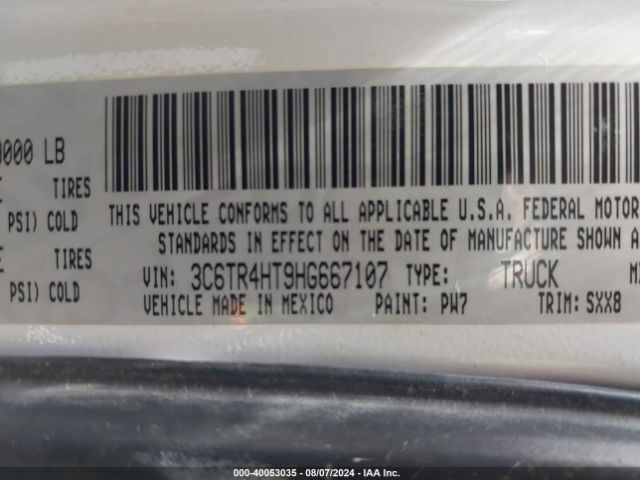 000 LB
TIRES
PSI) COLD
TIRES
PSI) COLD
THIS VEHICLE CONFORMS TO ALL APPLICABLE U.S.A. FEDERAL MOTOR
STANDARDS IN EFFECT ON THE DATE OF MANUFACTURE SHOWN A
VIN: 3C6TR4HT9HG667107 TYPE: TRUCK
VEHICLE MADE IN MEXICO PAINT: PW7 TRIM: SXX8
000-40053035 - 08/07/2024 - IAA Inc.